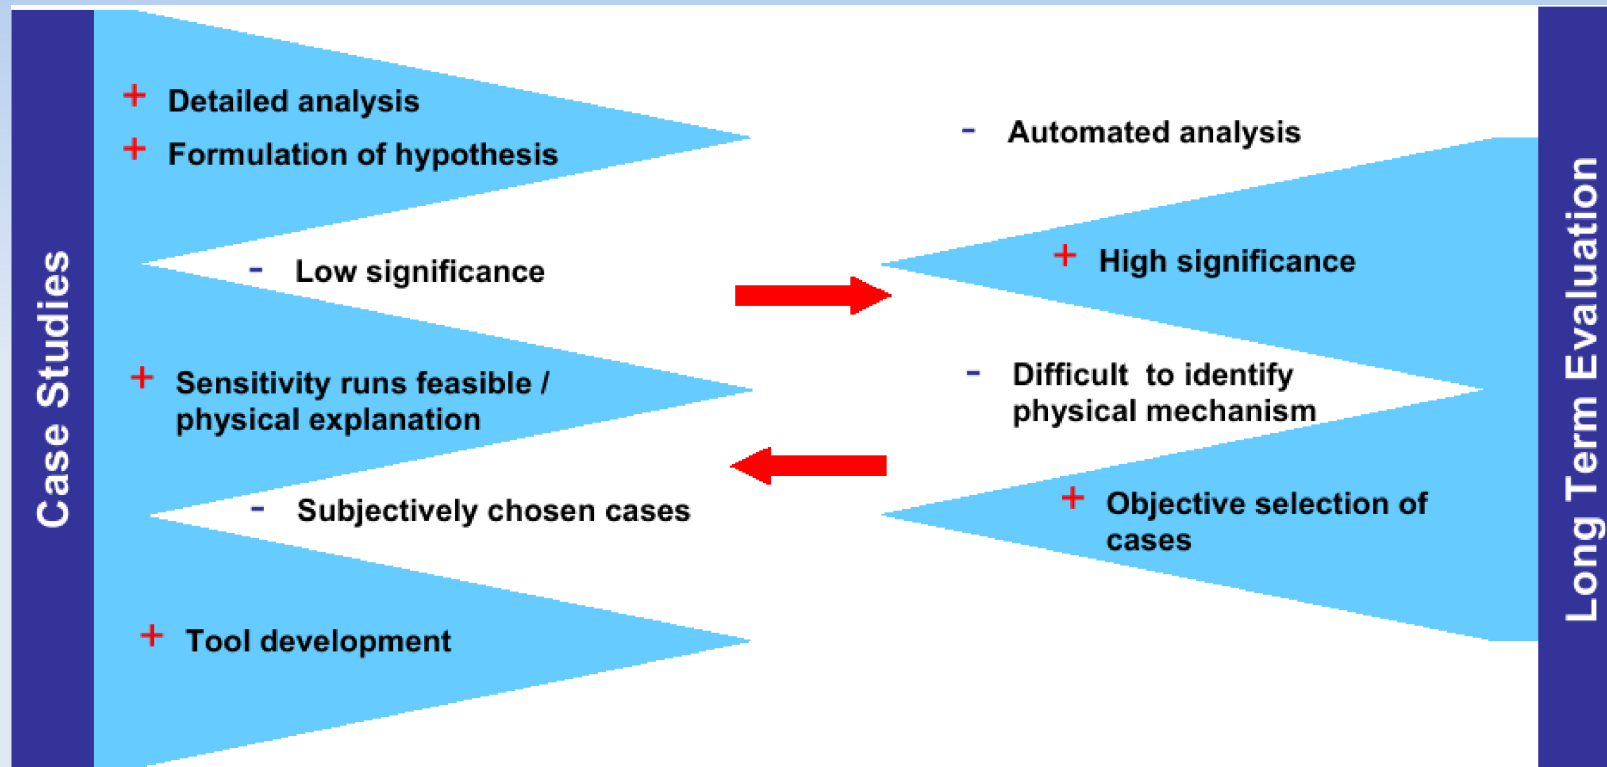 Case Studies
+ Detailed analysis
+ Formulation of hypothesis
- Low significance
+ Sensitivity runs feasible /
physical explanation
- Subjectively chosen cases
+ Tool development
- Automated analysis
+ High significance
- Difficult to identify
physical mechanism
+ Objective selection of
cases
Long Term Evaluation